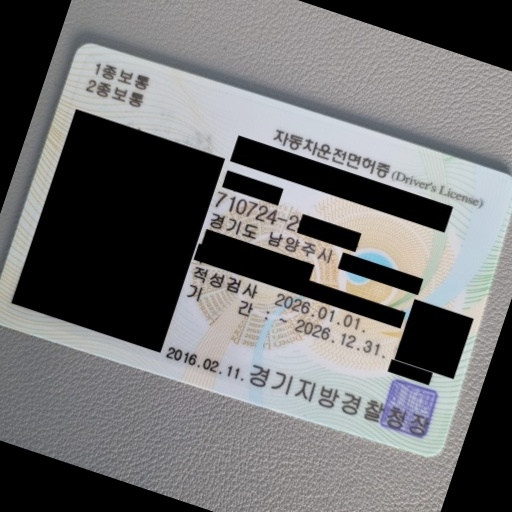 1종보통
2종보통
자동차운전면허증 (Driver's License)
710724-2
경기도 남양주시
적성검사 2026.01.01.
기 간 : ~ 2026.12.31.
2016.02.11. 경기지방경찰청장